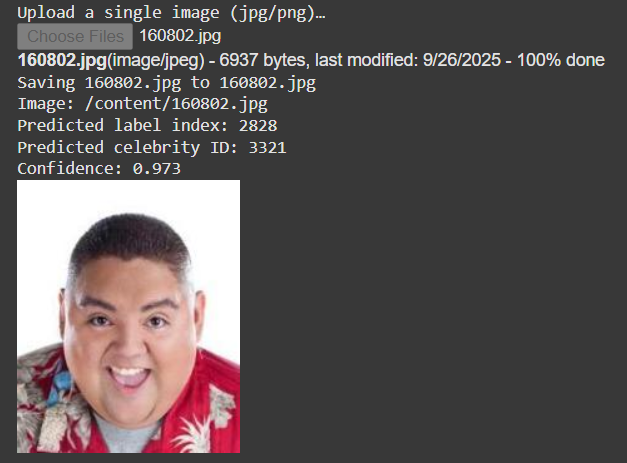 Upload a single image (jpg/png)…
Choose Files 160802.jpg
160802.jpg(image/jpeg) - 6937 bytes, last modified: 9/26/2025 - 100% done
Saving 160802.jpg to 160802.jpg
Image: /content/160802.jpg
Predicted label index: 2828
Predicted celebrity ID: 3321
Confidence: 0.973